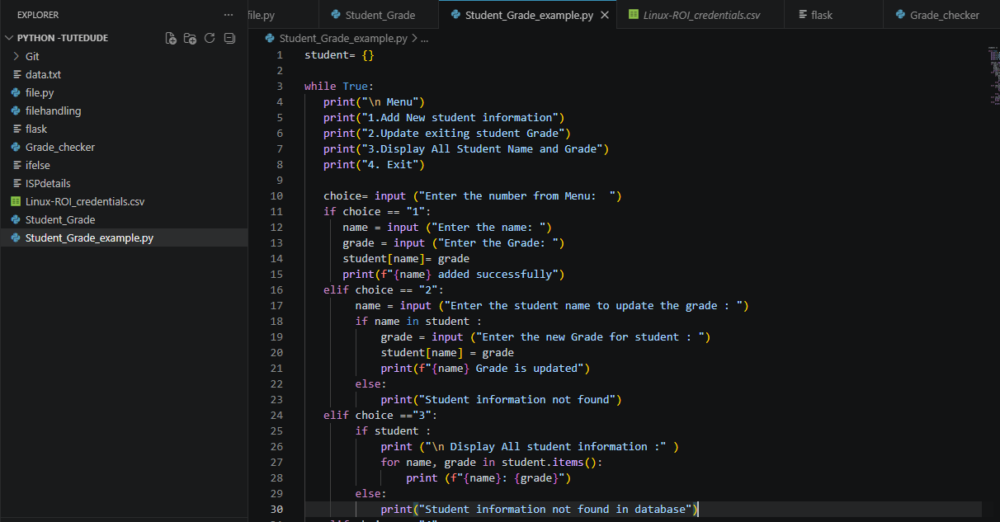 EXPLORER
PYTHON -TUTEDUDE
Git
data.txt
file.py
filehandling
flask
Grade_checker
ifelse
ISPdetails
Linux-ROI_credentials.csv
Student_Grade
Student_Grade_example.py
file.py
Student_Grade
Student_Grade_example.py
Linux-ROI_credentials.csv
flask
Grade_checker
Student_Grade_example.py > ...
1 student= {}
2
3 while True:
4 print("\n Menu")
5 print("1.Add New student information")
6 print("2.Update exiting student Grade")
7 print("3.Display All Student Name and Grade")
8 print("4. Exit")
9
10 choice= input ("Enter the number from Menu:  ")
11 if choice == "1":
12 name = input ("Enter the name: ")
13 grade = input ("Enter the Grade: ")
14 student[name]= grade
15 print(f"{name} added successfully")
16 elif choice == "2":
17 name = input ("Enter the student name to update the grade : ")
18 if name in student :
19 grade = input ("Enter the new Grade for student : ")
20 student[name] = grade
21 print(f"{name} Grade is updated")
22 else:
23 print("Student information not found")
24 elif choice =="3":
25 if student :
26 print ("\n Display All student information :" )
27 for name, grade in student.items():
28 print (f"{name}: {grade}")
29 else:
30 print("Student information not found in database")